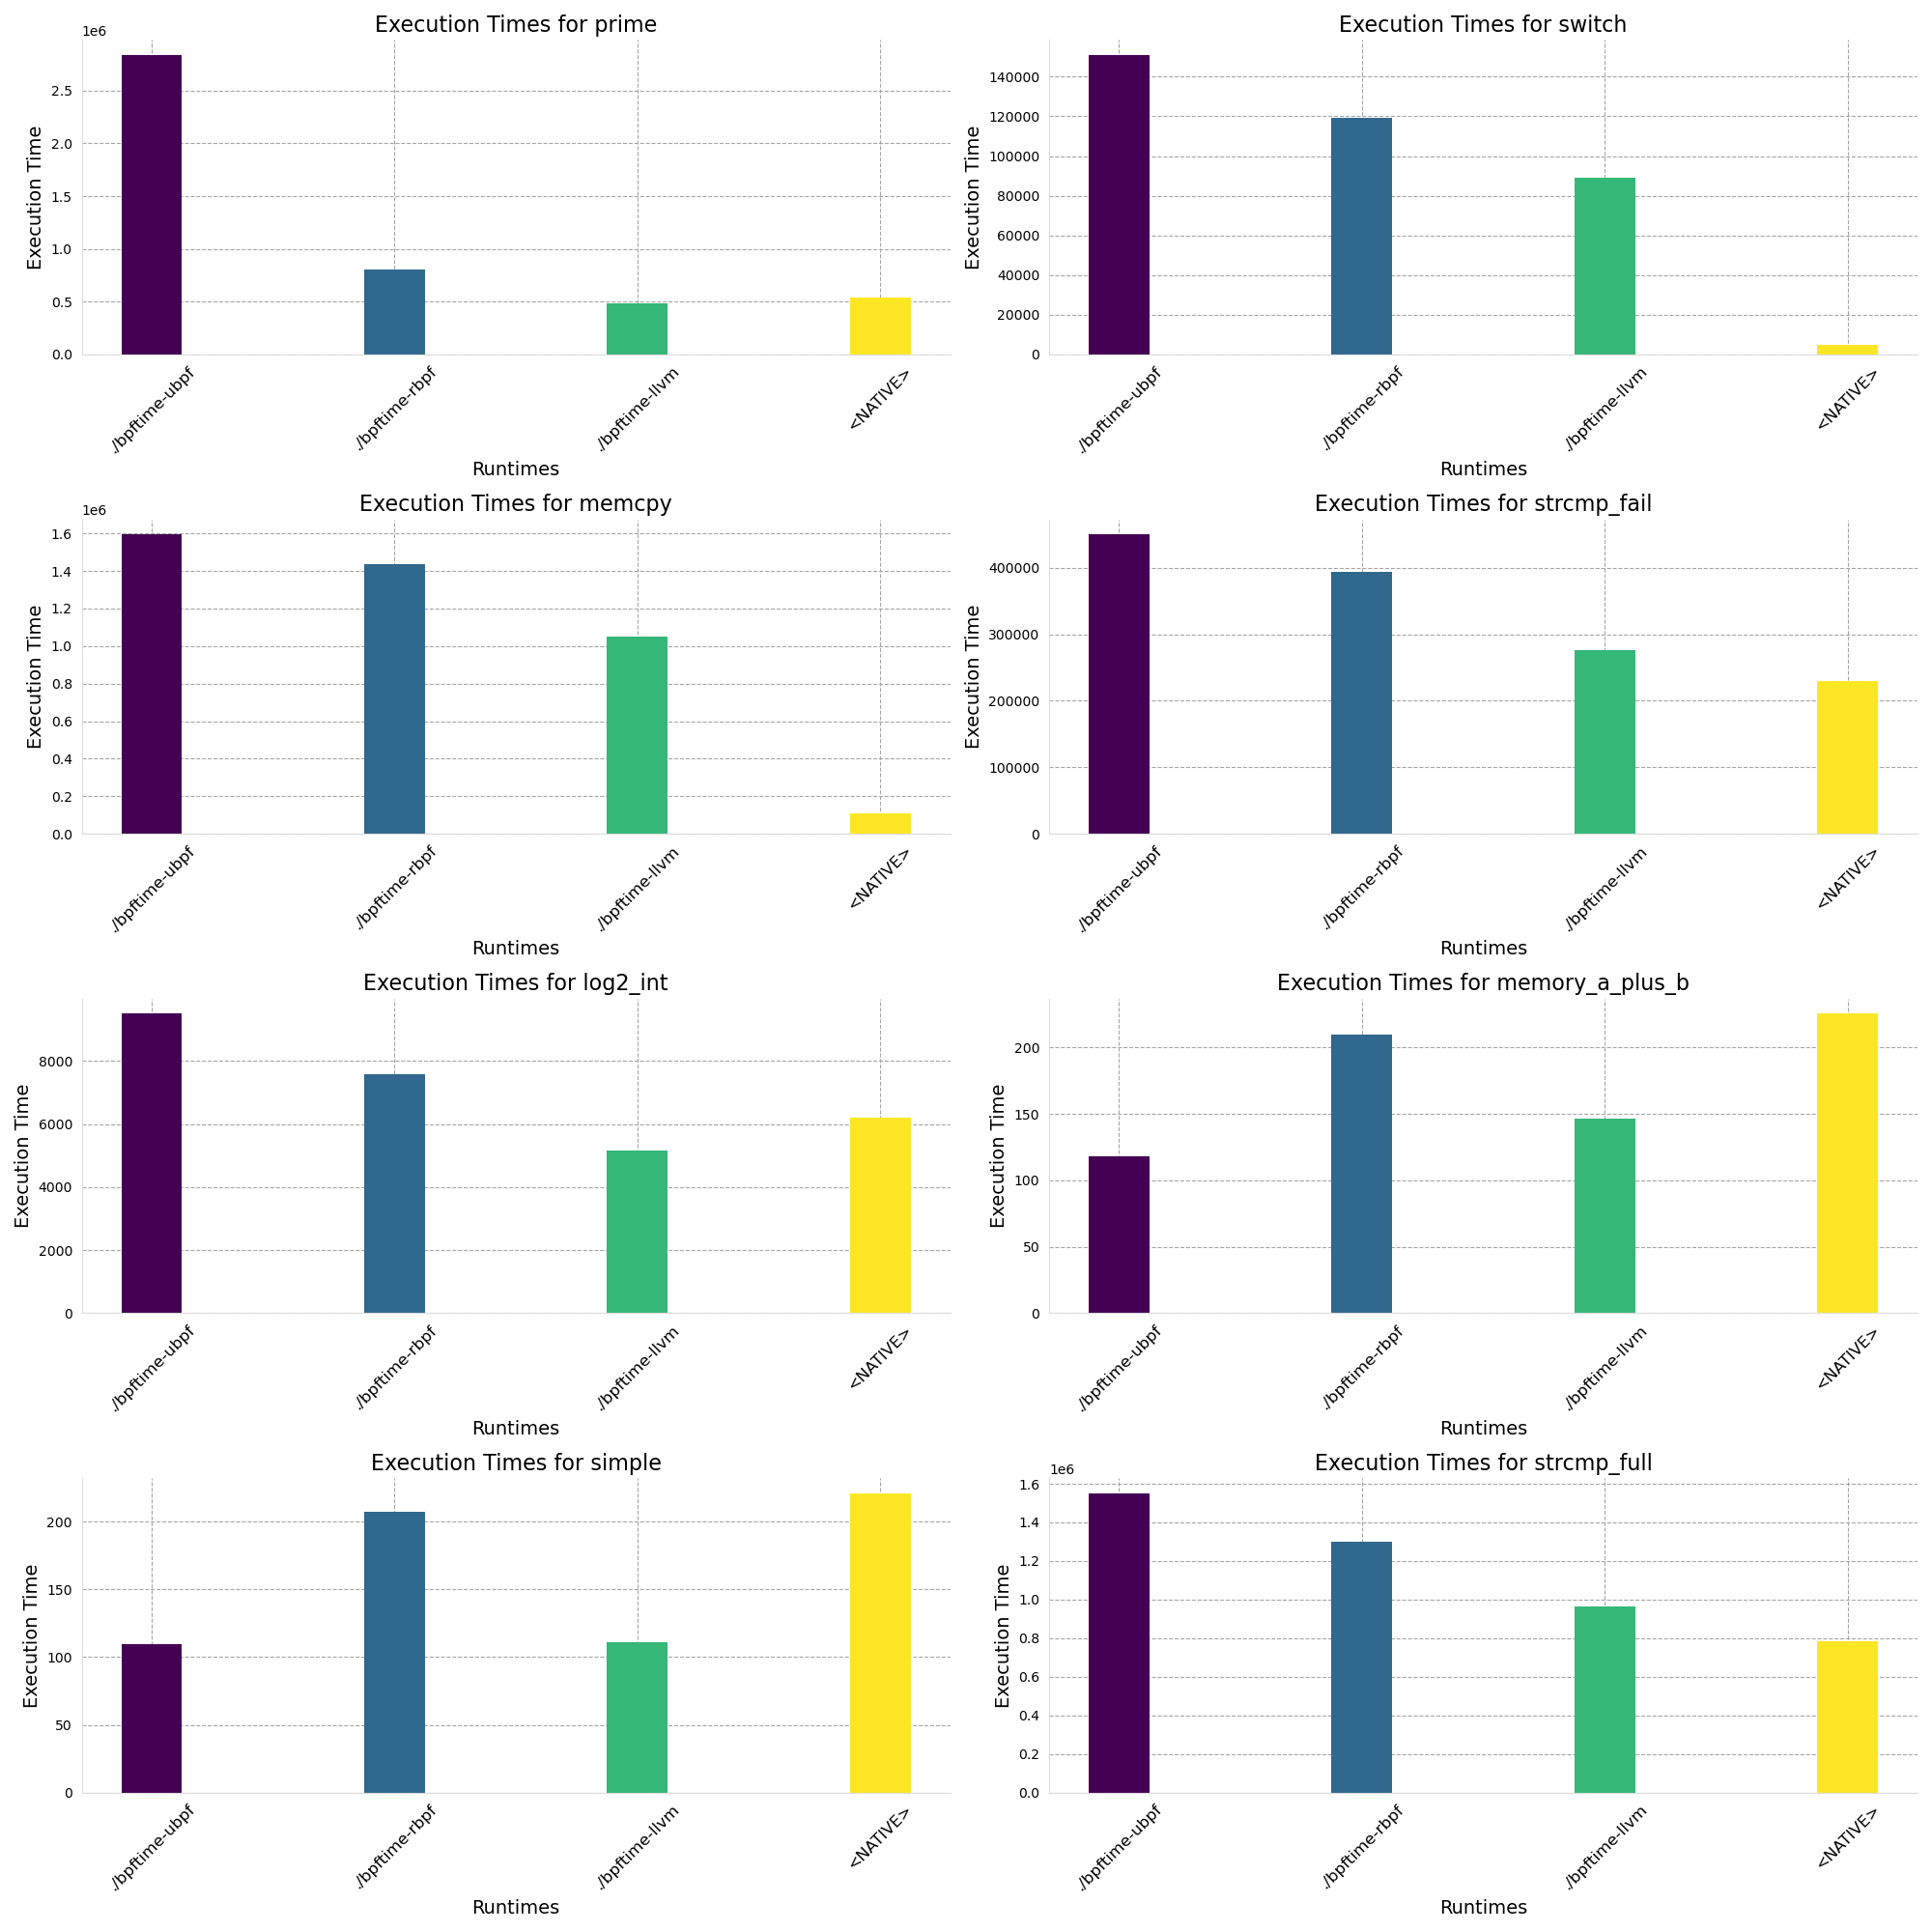 Execution Times for prime
1e6
2.5
2.0
1.5
1.0
0.5
0.0
Execution Time
./bpftime-ubpf
./bpftime-rbpf
./bpftime-llvm
<NATIVE>
Runtimes
Execution Times for switch
140000
120000
100000
80000
60000
40000
20000
0
Execution Time
./bpftime-ubpf
./bpftime-rbpf
./bpftime-llvm
<NATIVE>
Runtimes
Execution Times for memcpy
1e6
1.6
1.4
1.2
1.0
0.8
0.6
0.4
0.2
0.0
Execution Time
./bpftime-ubpf
./bpftime-rbpf
./bpftime-llvm
<NATIVE>
Runtimes
Execution Times for strcmp_fail
400000
300000
200000
100000
0
Execution Time
./bpftime-ubpf
./bpftime-rbpf
./bpftime-llvm
<NATIVE>
Runtimes
Execution Times for log2_int
8000
6000
4000
2000
0
Execution Time
./bpftime-ubpf
./bpftime-rbpf
./bpftime-llvm
<NATIVE>
Runtimes
Execution Times for memory_a_plus_b
200
150
100
50
0
Execution Time
./bpftime-ubpf
./bpftime-rbpf
./bpftime-llvm
<NATIVE>
Runtimes
Execution Times for simple
200
150
100
50
0
Execution Time
./bpftime-ubpf
./bpftime-rbpf
./bpftime-llvm
<NATIVE>
Runtimes
Execution Times for strcmp_full
1e6
1.6
1.4
1.2
1.0
0.8
0.6
0.4
0.2
0.0
Execution Time
./bpftime-ubpf
./bpftime-rbpf
./bpftime-llvm
<NATIVE>
Runtimes